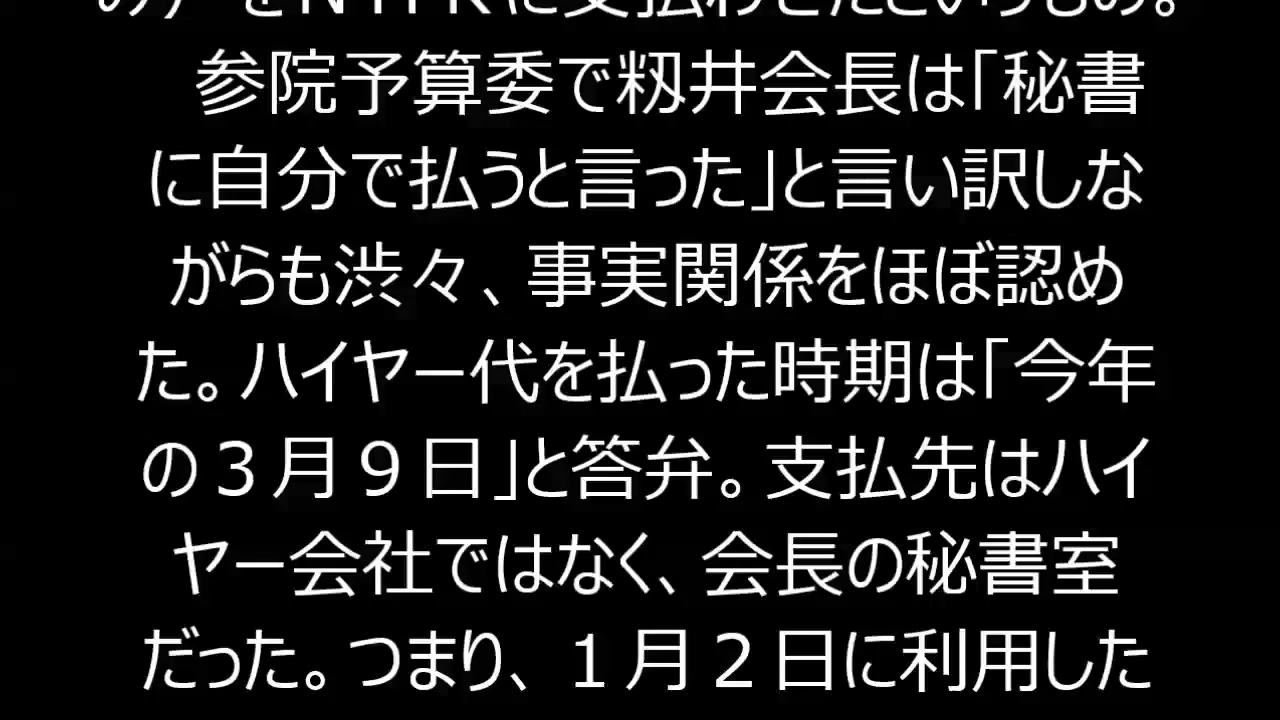 参院予算委で籾井会長は「秘書
に自分で払うと言った」と言い訳しな
がらも渋々、事実関係をほぼ認め
た。ハイヤー代を払った時期は「今年
の３月９日」と答弁。支払先はハイ
ヤー会社ではなく、会長の秘書室
だった。つまり、１月２日に利用した